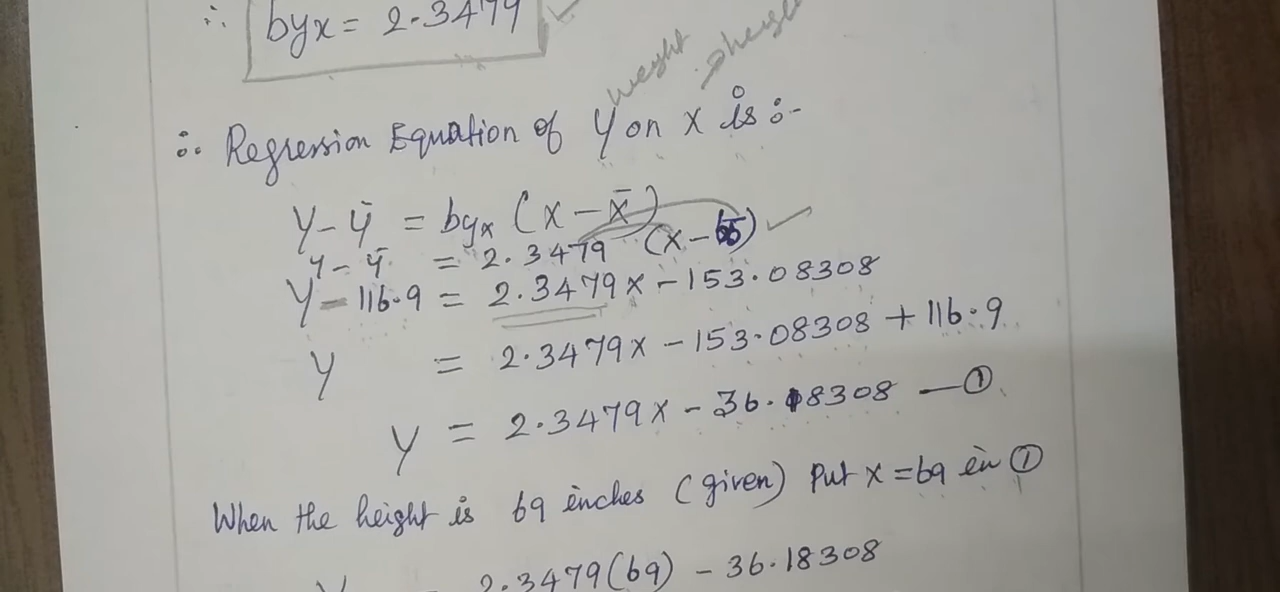 ∴ byx = 2.3479
weight height
∴ Regression Equation of Y on X is :-
Y - ȳ = byx (X - x̄)
Y - ȳ = 2.3479 (X -
Y - 116.9 = 2.3479X - 153.08308
Y = 2.3479X - 153.08308 + 116.9
Y = 2.3479X - 36.18308 — ①
When the height is 69 inches (given) Put X = 69 in ①
2.3479(69) - 36.18308